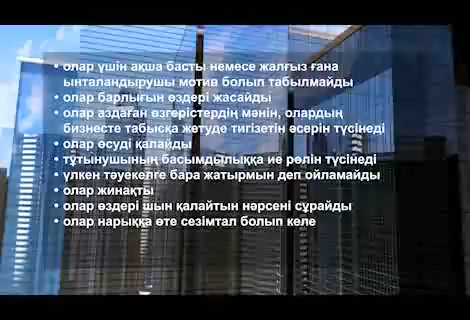 • олар үшін ақша басты немесе жалғыз ғана
ынталандырушы мотив болып табылмайды
• олар барлығын өздері жасайды
• олар аздаған өзгерістердің мәнін, олардың
бизнесте табысқа жетуде тигізетін әсерін түсінеді
• олар өсуді қалайды
• тұтынушының басымдылыққа ие рөлін түсінеді
• үлкен тәуекелге бара жатырмын деп ойламайды
• олар жинақты
• олар өздері шын қалайтын нәрсені сұрайды
• олар нарыққа өте сезімтал болып келе